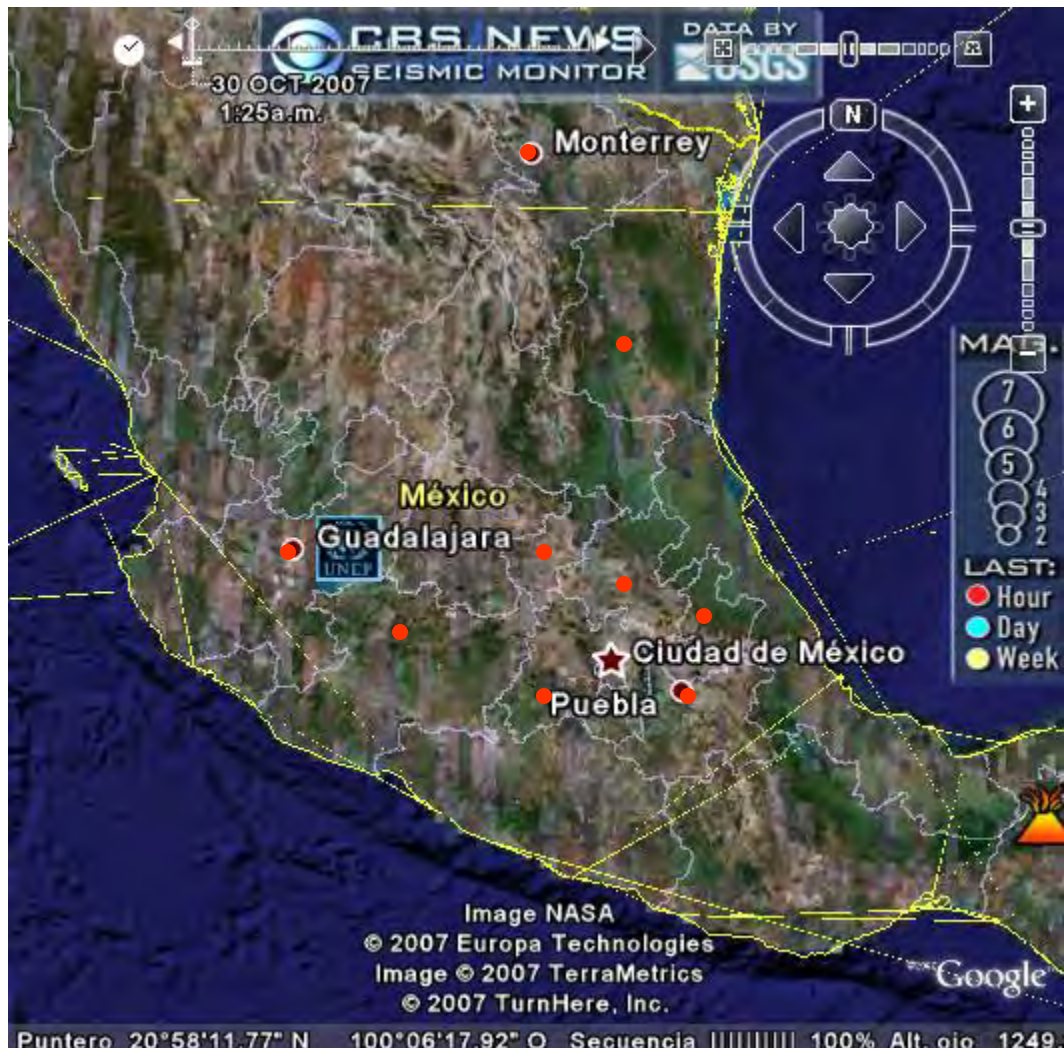 CBS NEWS
SEISMIC MONITOR
DATA BY
USGS
30 OCT 2007
1:25a.m.
N
Monterrey
MAG.
7
6
5
4
3
2
México
Guadalajara
UNEP
LAST:
Hour
Day
Week
Ciudad de México
Puebla
Image NASA
© 2007 Europa Technologies
Image © 2007 TerraMetrics
© 2007 TurnHere, Inc.
Google
Puntero 20°58'11.77" N 100°06'17.92" O Secuencia |||||||||| 100% Alt. ojo 1249